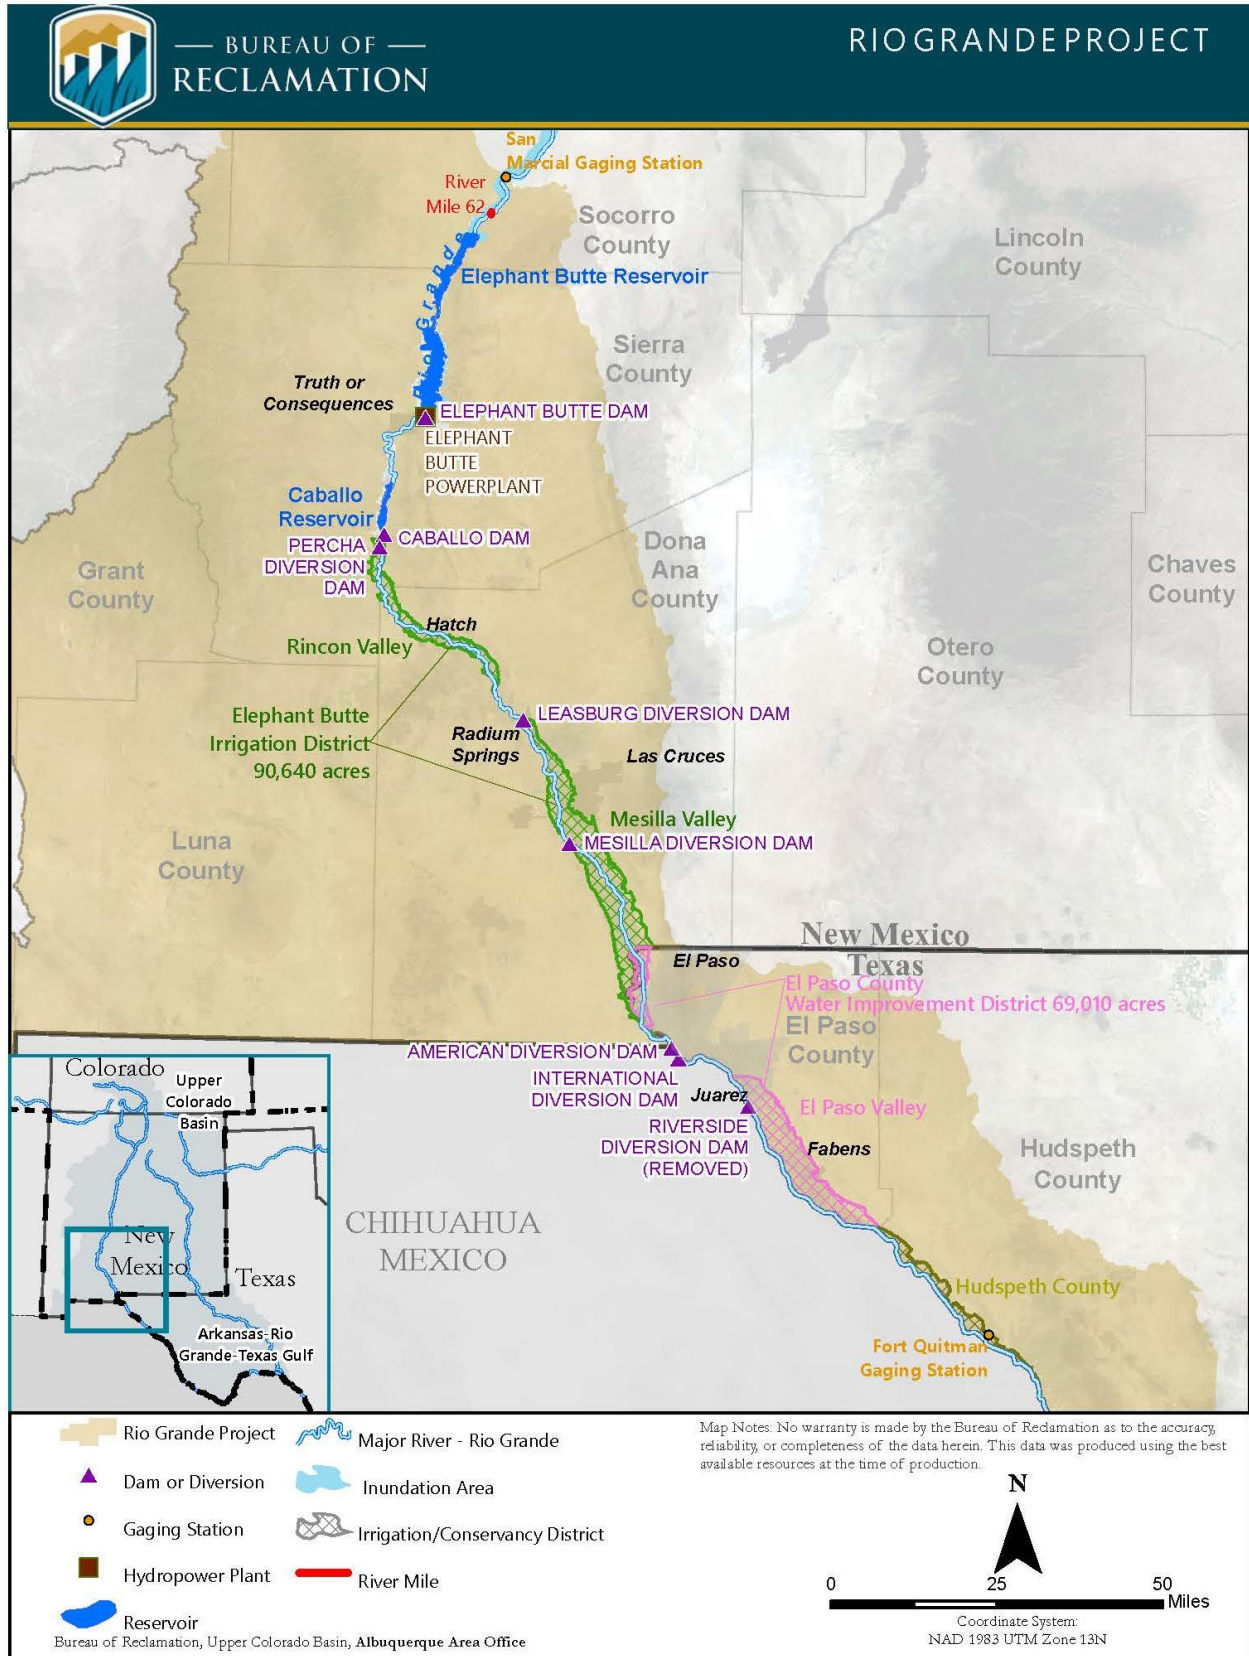 BUREAU OF
RECLAMATION
RIO GRANDE PROJECT
San
Marcial Gaging Station
River
Mile 62
Socorro
County
Lincoln
County
Rio Grande
Elephant Butte Reservoir
Sierra
County
Truth or
Consequences
ELEPHANT BUTTE DAM
ELEPHANT
BUTTE
POWERPLANT
Caballo
Reservoir
CABALLO DAM
PERCHA
DIVERSION
DAM
Dona
Ana
County
Grant
County
Chaves
County
Hatch
Rincon Valley
Otero
County
Elephant Butte
Irrigation District
90,640 acres
LEASBURG DIVERSION DAM
Radium
Springs
Las Cruces
Mesilla Valley
MESILLA DIVERSION DAM
Luna
County
New Mexico
Texas
El Paso
El Paso County
Water Improvement District 69,010 acres
El Paso
County
AMERICAN DIVERSION DAM
INTERNATIONAL
DIVERSION DAM
Juarez
El Paso Valley
RIVERSIDE
DIVERSION DAM
(REMOVED)
Fabens
Hudspeth
County
CHIHUAHUA
MEXICO
Hudspeth County
Fort Quitman
Gaging Station
Colorado
Upper
Colorado
Basin
New
Mexico
Texas
Arkansas-Rio
Grande-Texas Gulf
Rio Grande Project
Dam or Diversion
Gaging Station
Hydropower Plant
Reservoir
Major River - Rio Grande
Inundation Area
Irrigation/Conservancy District
River Mile
Map Notes: No warranty is made by the Bureau of Reclamation as to the accuracy,
reliability, or completeness of the data herein. This data was produced using the best
available resources at the time of production.
N
0 25 50
Miles
Coordinate System:
NAD 1983 UTM Zone 13N
Bureau of Reclamation, Upper Colorado Basin, Albuquerque Area Office